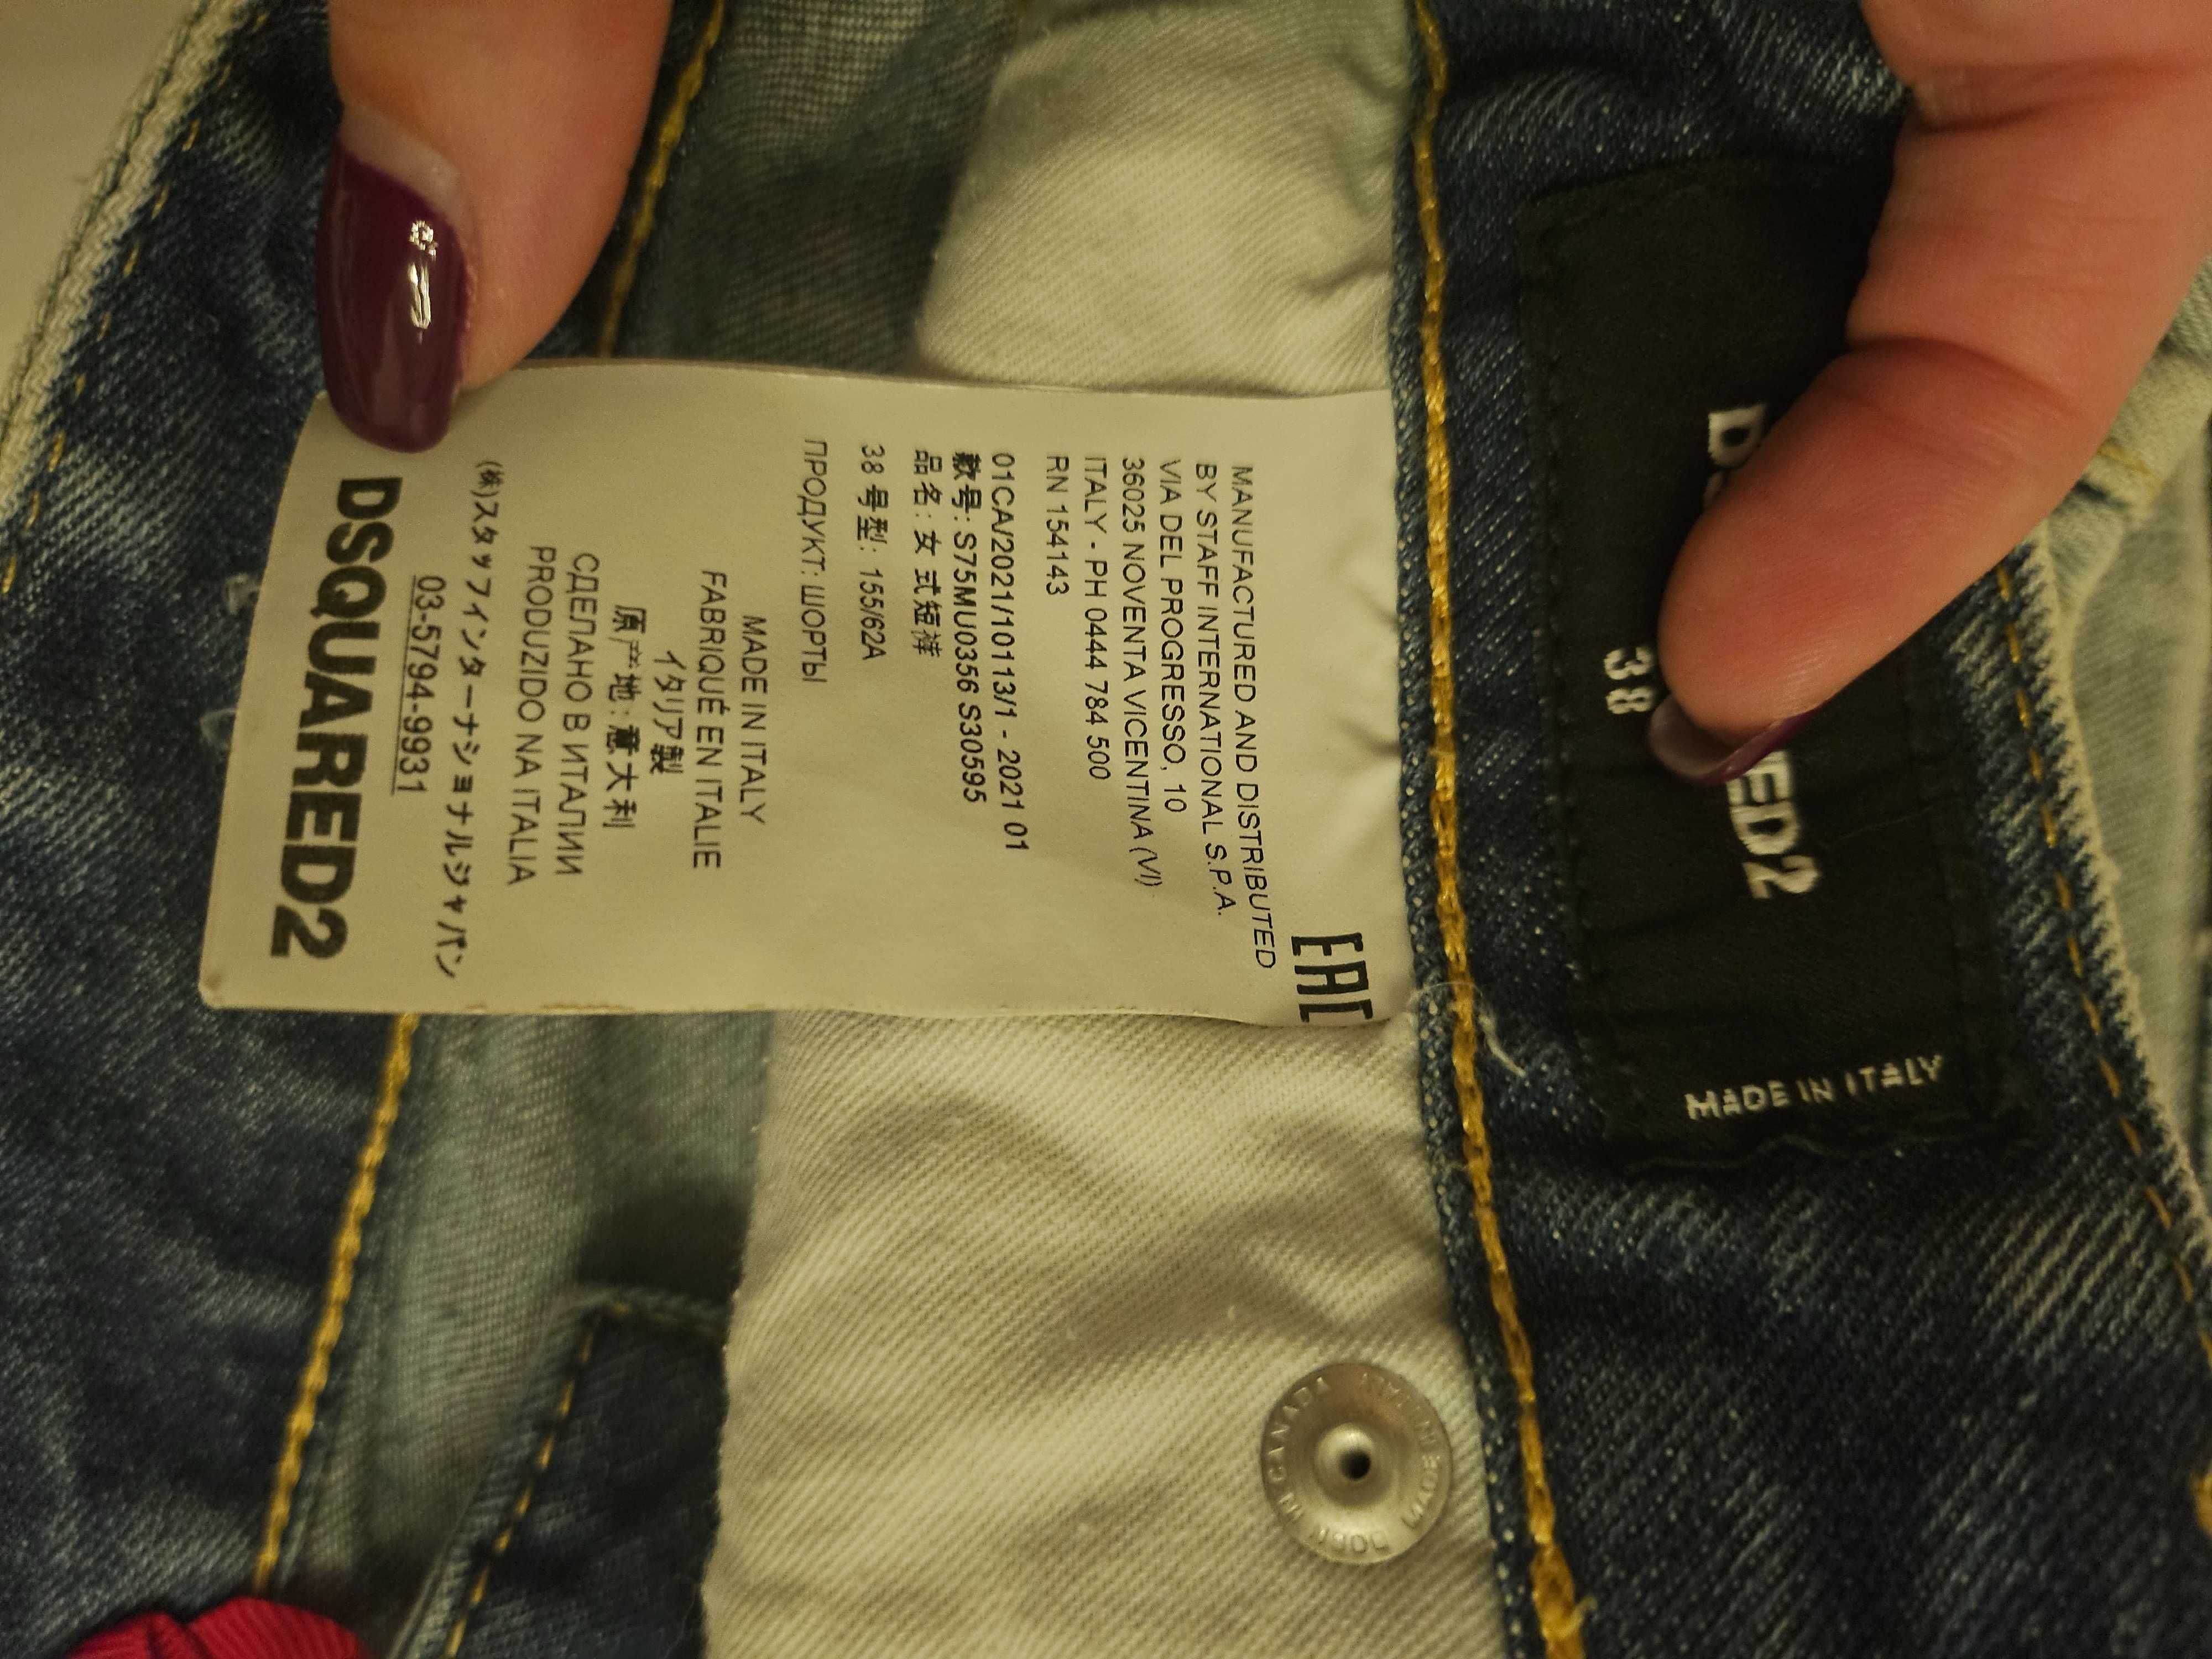 EAC
MANUFACTURED AND DISTRIBUTED
BY STAFF INTERNATIONAL S.P.A.
VIA DEL PROGRESSO, 10
36025 NOVENTA VICENTINA (VI)
ITALY - PH 0444 784 500
RN 154143
01CA/2021/10113/1 - 2021 01
款号: S75MU0356 S30595
品名: 女 式 短 裤
38 号型: 155/62A
ПРОДУКТ: ШОРТЫ
MADE IN ITALY
FABRIQUÉ EN ITALIE
イタリア製
原产地: 意大利
СДЕЛАНО В ИТАЛИИ
PRODUZIDO NA ITALIA
(株)スタッフインターナショナルジャパン
03-5794-9931
DSQUARED2
ED2
38
MADE IN ITALY